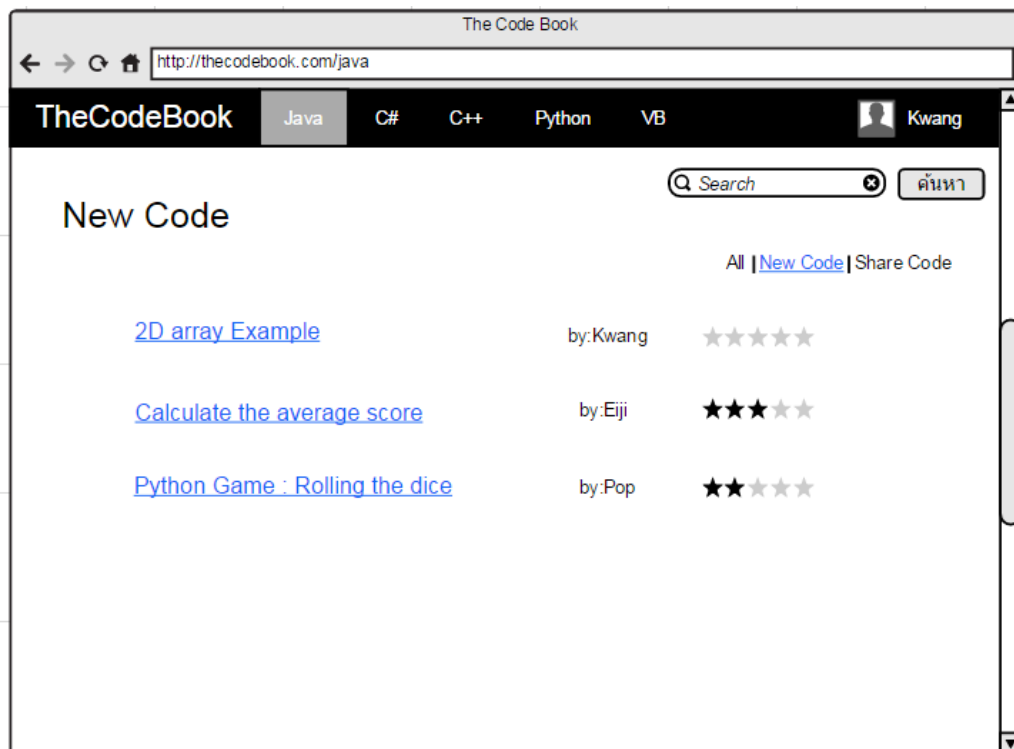 The Code Book
http://thecodebook.com/java
TheCodeBook Java C# C++ Python VB Kwang
Search ค้นหา
New Code
All | New Code | Share Code
2D array Example by:Kwang
Calculate the average score by:Eiji
Python Game : Rolling the dice by:Pop